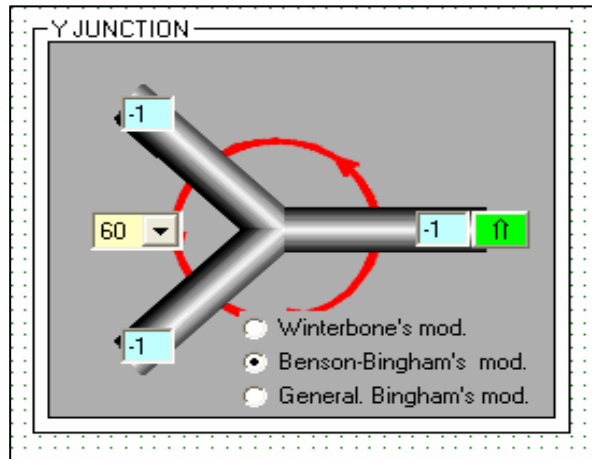 Y JUNCTION
-1
60
-1
⇑
-1
Winterbone's mod.
Benson-Bingham's mod.
General. Bingham's mod.